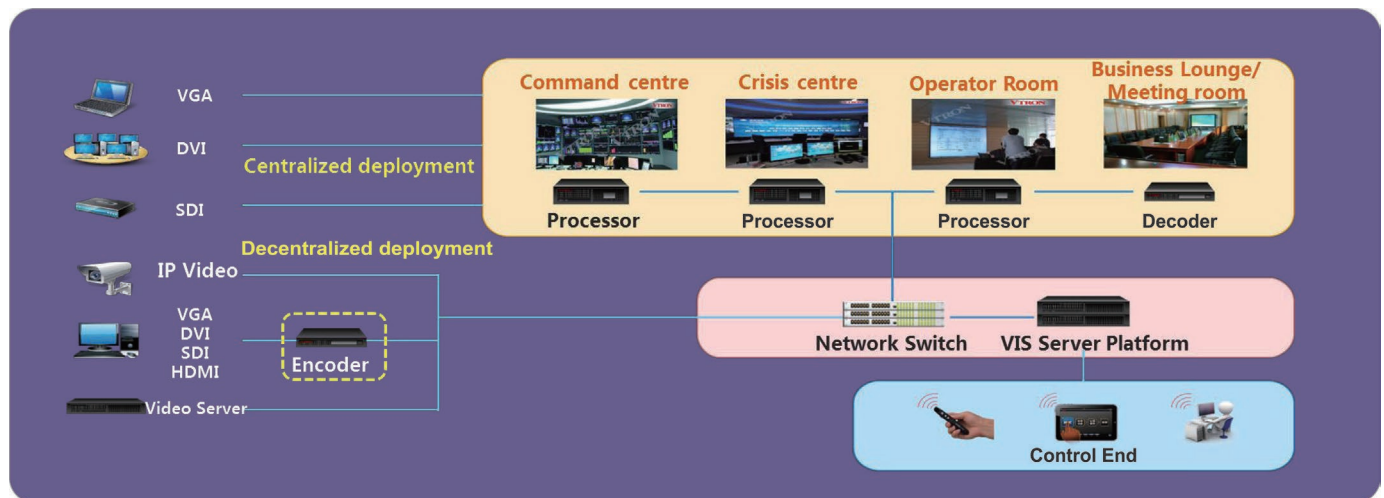 Command centre
Crisis centre
Operator Room
Business Lounge/
Meeting room
VGA
DVI
Centralized deployment
SDI
VTRON
Processor
Processor
Processor
Decoder
Decentralized deployment
IP Video
VGA
DVI
SDI
HDMI
Encoder
Video Server
Network Switch
VIS Server Platform
Control End